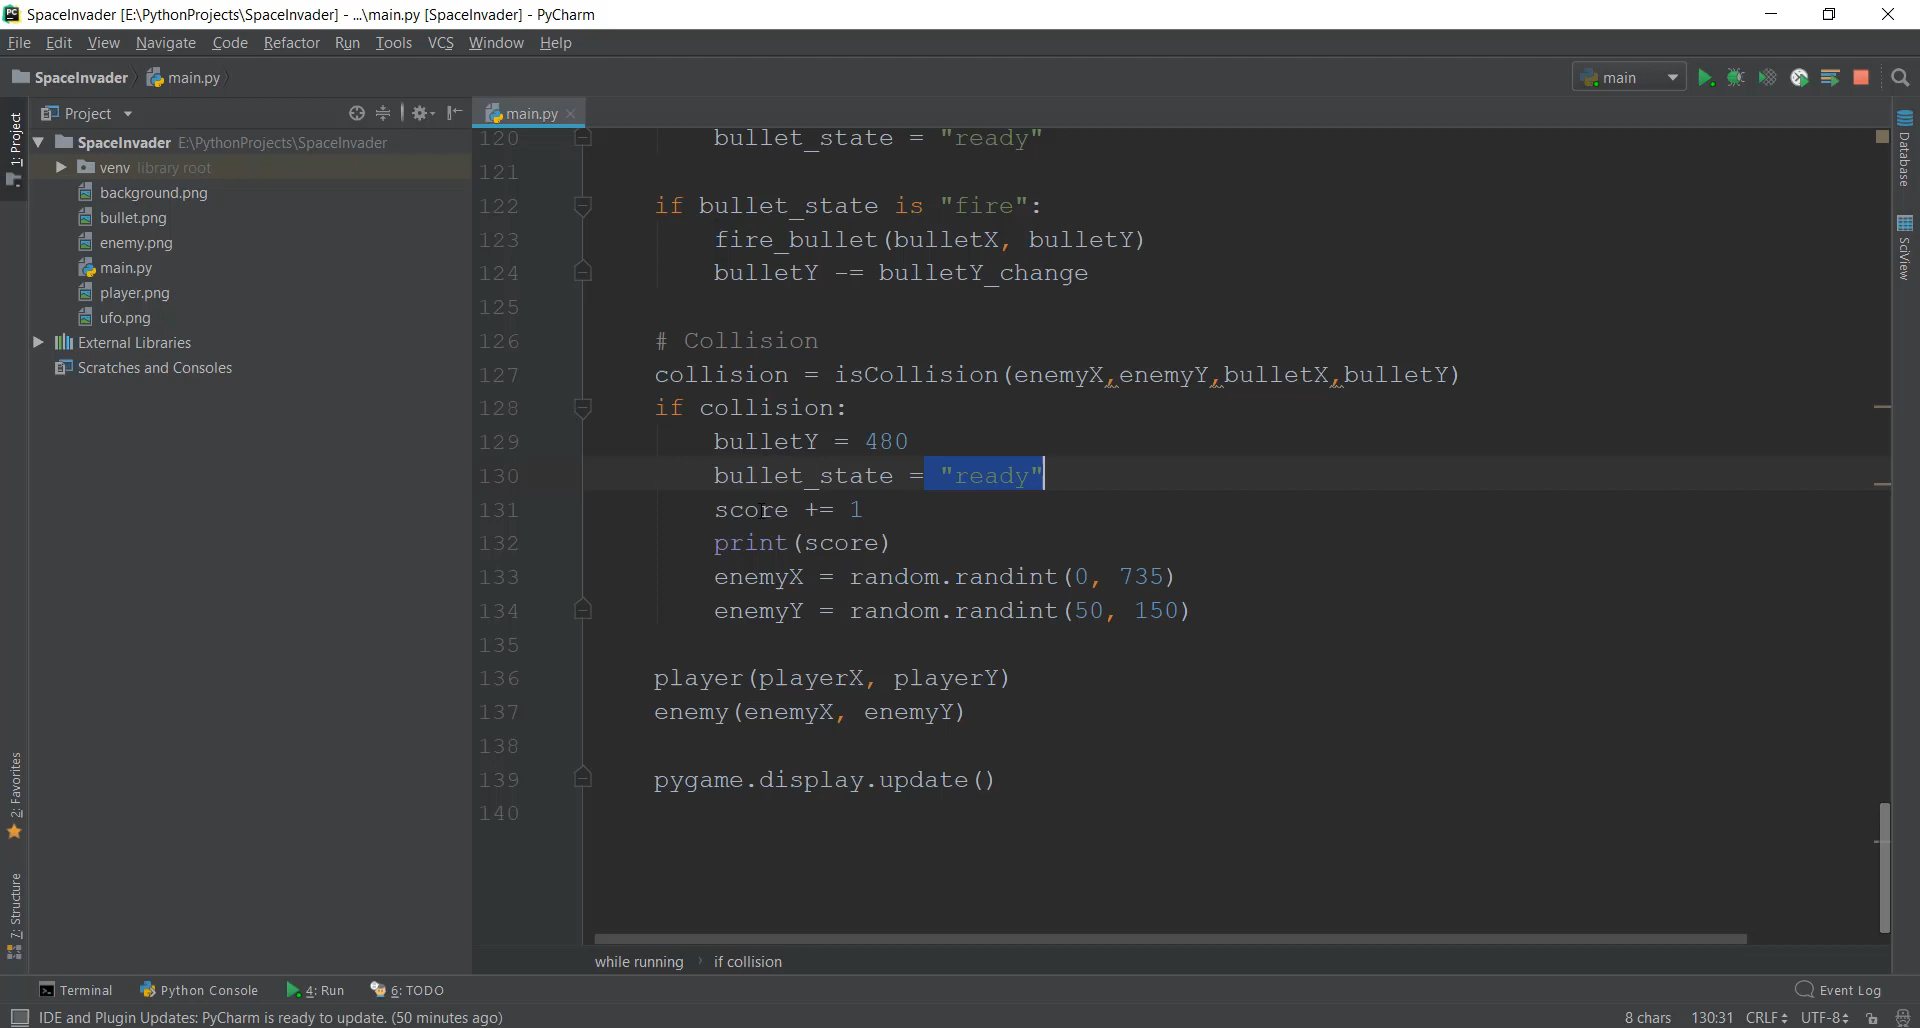 SpaceInvader [E:\PythonProjects\SpaceInvader] - ...\main.py [SpaceInvader] - PyCharm
File Edit View Navigate Code Refactor Run Tools VCS Window Help
SpaceInvader main.py main
Project main.py
1: Project
SpaceInvader E:\PythonProjects\SpaceInvader
venv library root
background.png
bullet.png
enemy.png
main.py
player.png
ufo.png
External Libraries
Scratches and Consoles
2: Favorites
7: Structure
120 bullet_state = "ready"
121
122 if bullet_state is "fire":
123 fire_bullet(bulletX, bulletY)
124 bulletY -= bulletY_change
125
126 # Collision
127 collision = isCollision(enemyX,enemyY,bulletX,bulletY)
128 if collision:
129 bulletY = 480
130 bullet_state = "ready"
131 score += 1
132 print(score)
133 enemyX = random.randint(0, 735)
134 enemyY = random.randint(50, 150)
135
136 player(playerX, playerY)
137 enemy(enemyX, enemyY)
138
139 pygame.display.update()
140
while running › if collision
Database
SciView
Terminal Python Console 4: Run 6: TODO Event Log
IDE and Plugin Updates: PyCharm is ready to update. (50 minutes ago) 8 chars 130:31 CRLF UTF-8